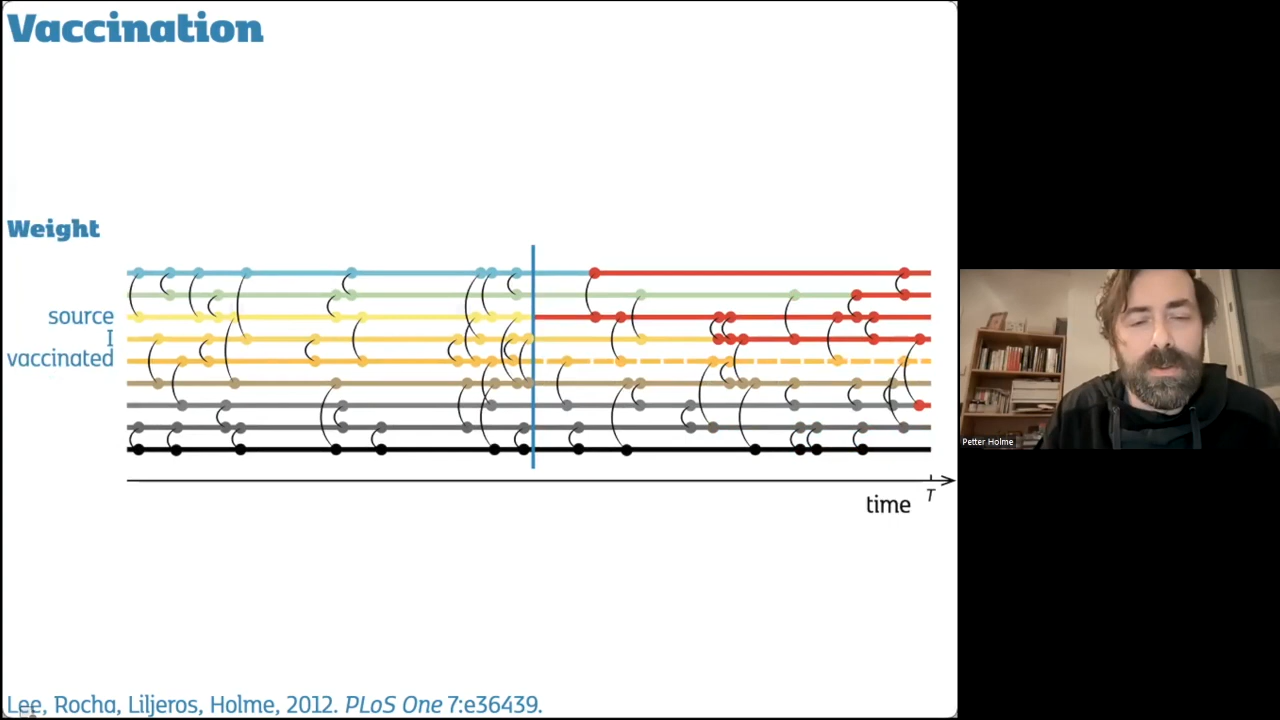 Vaccination
Weight
source
I
vaccinated
time
T
Lee, Rocha, Liljeros, Holme, 2012. PLoS One 7:e36439.
Petter Holme